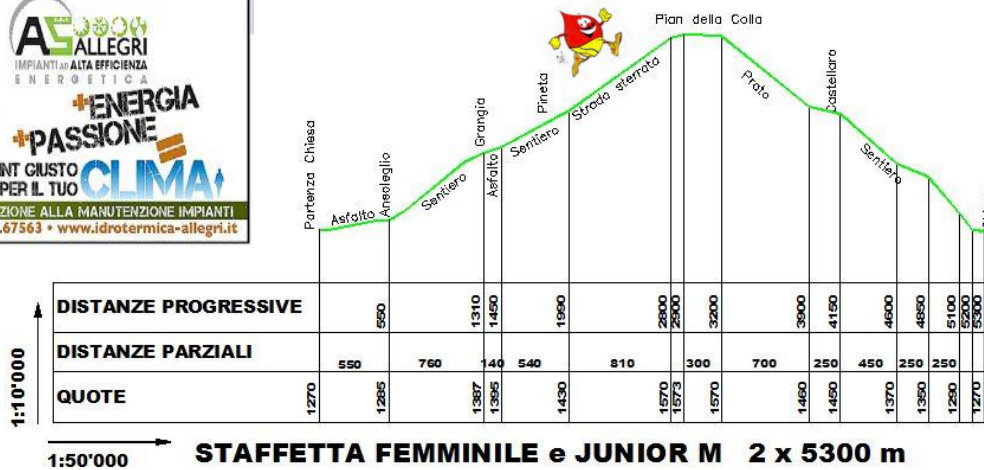 AS ALLEGRI
IMPIANTI AD ALTA EFFICIENZA
ENERGETICA
+ENERGIA
+PASSIONE
=
INT GIUSTO
PER IL TUO CLIMA
ZIONE ALLA MANUTENZIONE IMPIANTI
.67563 • www.idrotermica-allegri.it
Partenza Chiesa
Asfalto
Aneoleglio
Sentiero
Grangia
Asfalto
Sentiero
Pineta
Strada sterrata
Pian della Colla
Prato
Castellaro
Sentiero
DISTANZE PROGRESSIVE 550 1310 1450 1990 2800 2900 3200 3900 4150 4600 4850 5100 5200 5300
DISTANZE PARZIALI 550 760 140 540 810 300 700 250 450 250 250
QUOTE 1270 1285 1387 1395 1430 1570 1573 1570 1460 1450 1370 1350 1290 1270
1:10'000
1:50'000
STAFFETTA FEMMINILE e JUNIOR M 2 x 5300 m